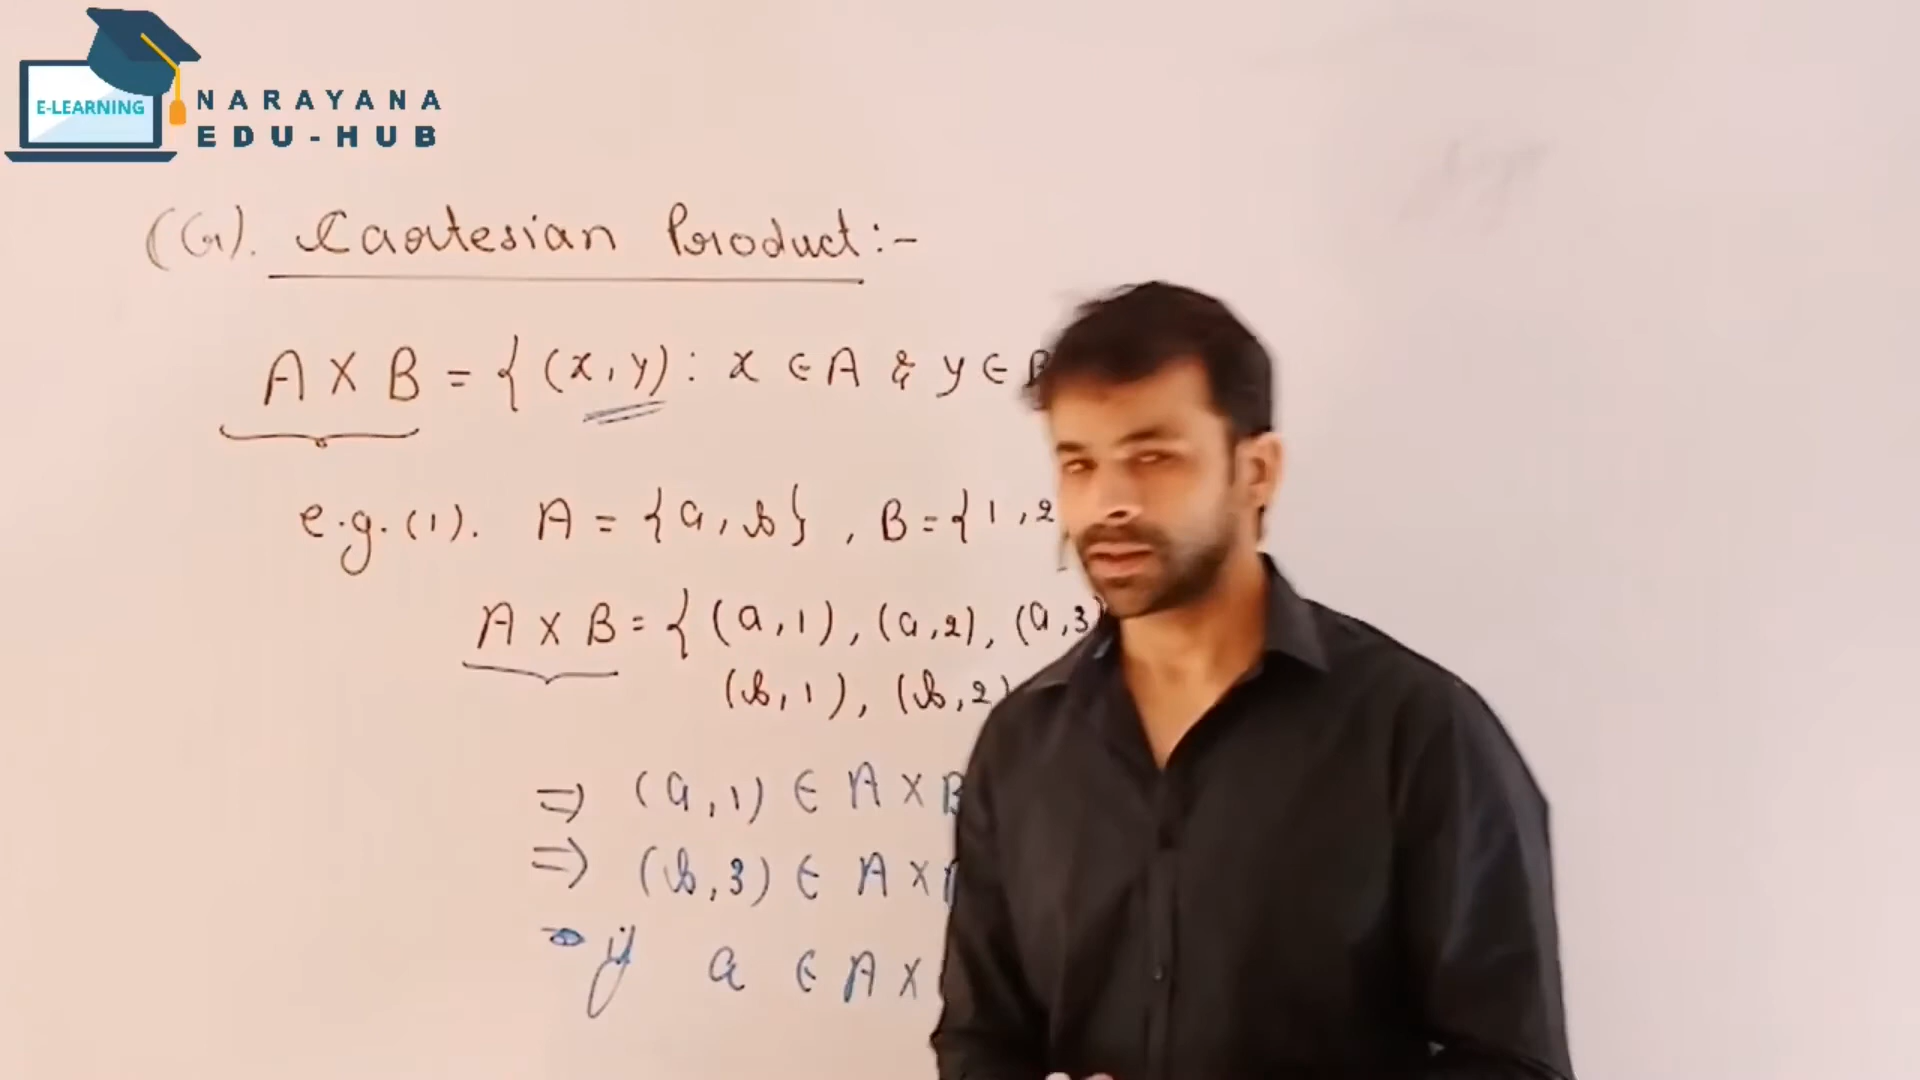 E-LEARNING
NARAYANA
EDU-HUB
(G). Cartesian Product:-
A X B = { (x, y) : x ∈ A & y ∈ B
e.g. (1). A = {a, b} , B = {1, 2
A X B = { (a, 1), (a, 2), (a, 3)
(b, 1), (b, 2)
=> (a, 1) ∈ A X B
=> (b, 3) ∈ A X
if a ∈ A X